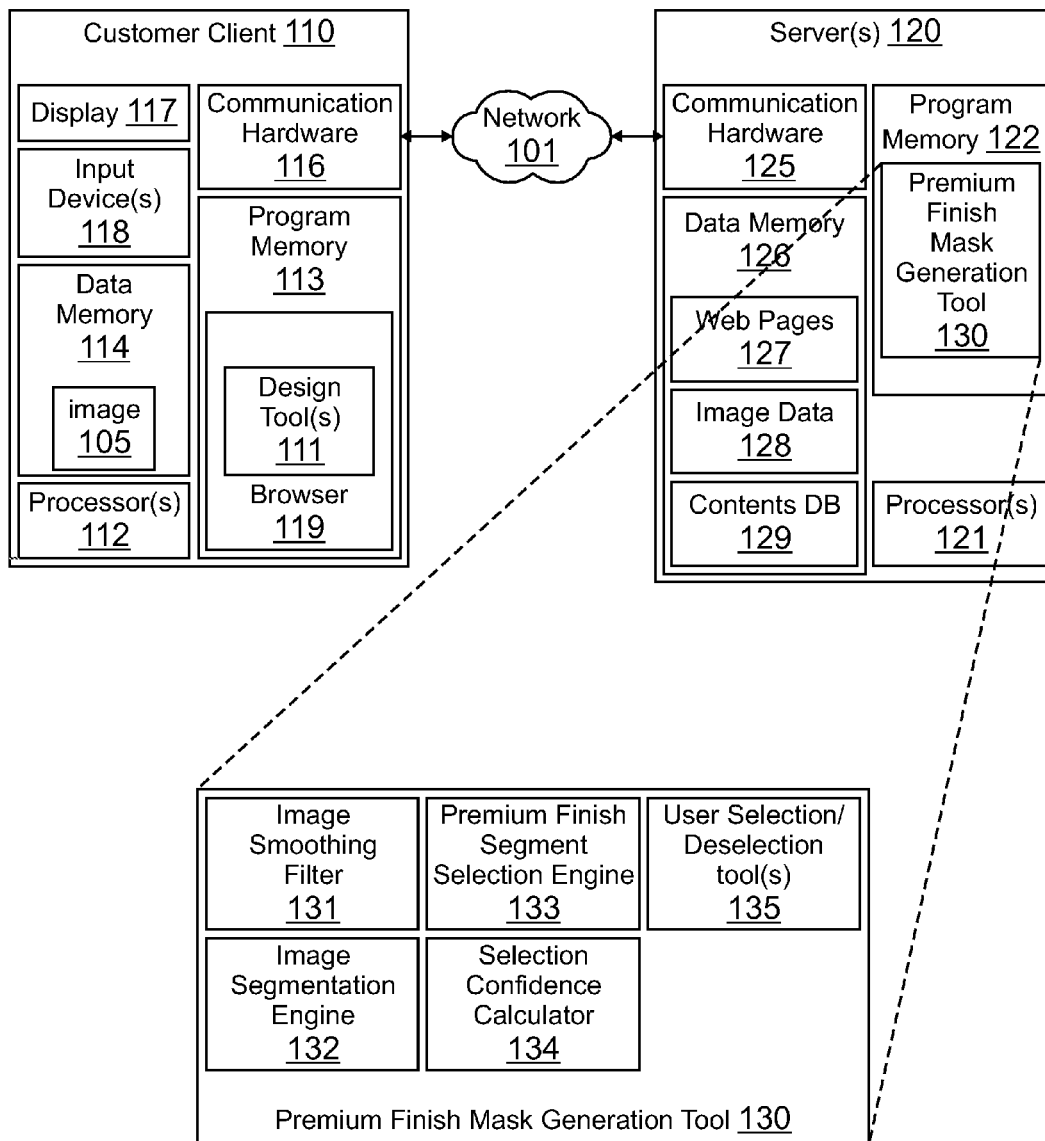 Customer Client 110
Display 117
Input
Device(s)
118
Data
Memory
114
image
105
Processor(s)
112
Communication
Hardware
116
Program
Memory
113
Design
Tool(s)
111
Browser
119
Network
101
Server(s) 120
Communication
Hardware
125
Data Memory
126
Web Pages
127
Image Data
128
Contents DB
129
Program
Memory 122
Premium
Finish
Mask
Generation
Tool
130
Processor(s)
121
Image
Smoothing
Filter
131
Premium Finish
Segment
Selection Engine
133
User Selection/
Deselection
tool(s)
135
Image
Segmentation
Engine
132
Selection
Confidence
Calculator
134
Premium Finish Mask Generation Tool 130